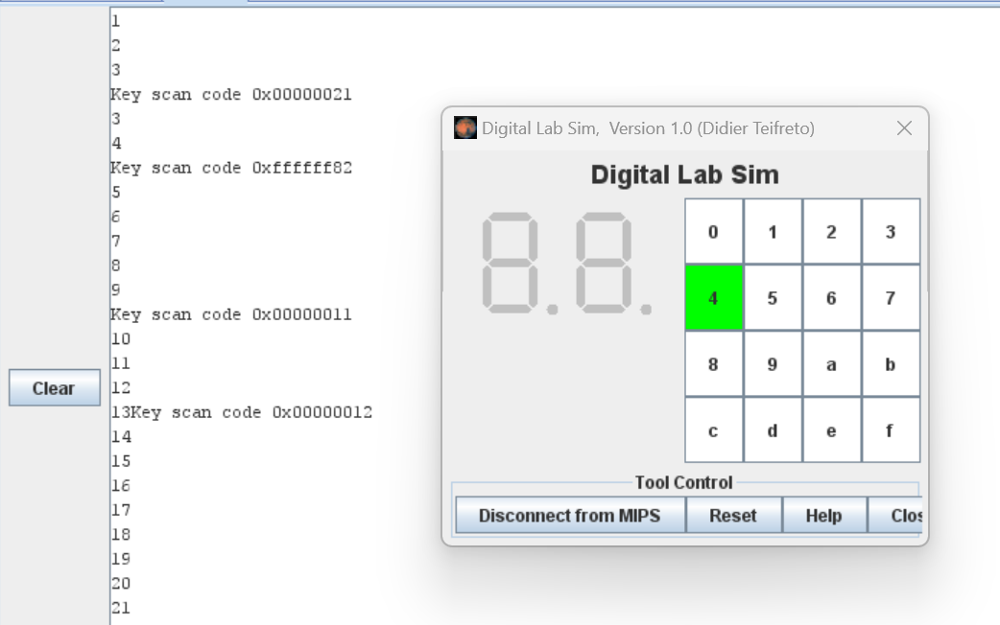 1
2
3
Key scan code 0x00000021
3
4
Key scan code 0xffffff82
5
6
7
8
9
Key scan code 0x00000011
10
11
12
13Key scan code 0x00000012
14
15
16
17
18
19
20
21
Clear
Digital Lab Sim, Version 1.0 (Didier Teifreto)
Digital Lab Sim
8.8.
0 1 2 3
4 5 6 7
8 9 a b
c d e f
Tool Control
Disconnect from MIPS Reset Help Clos